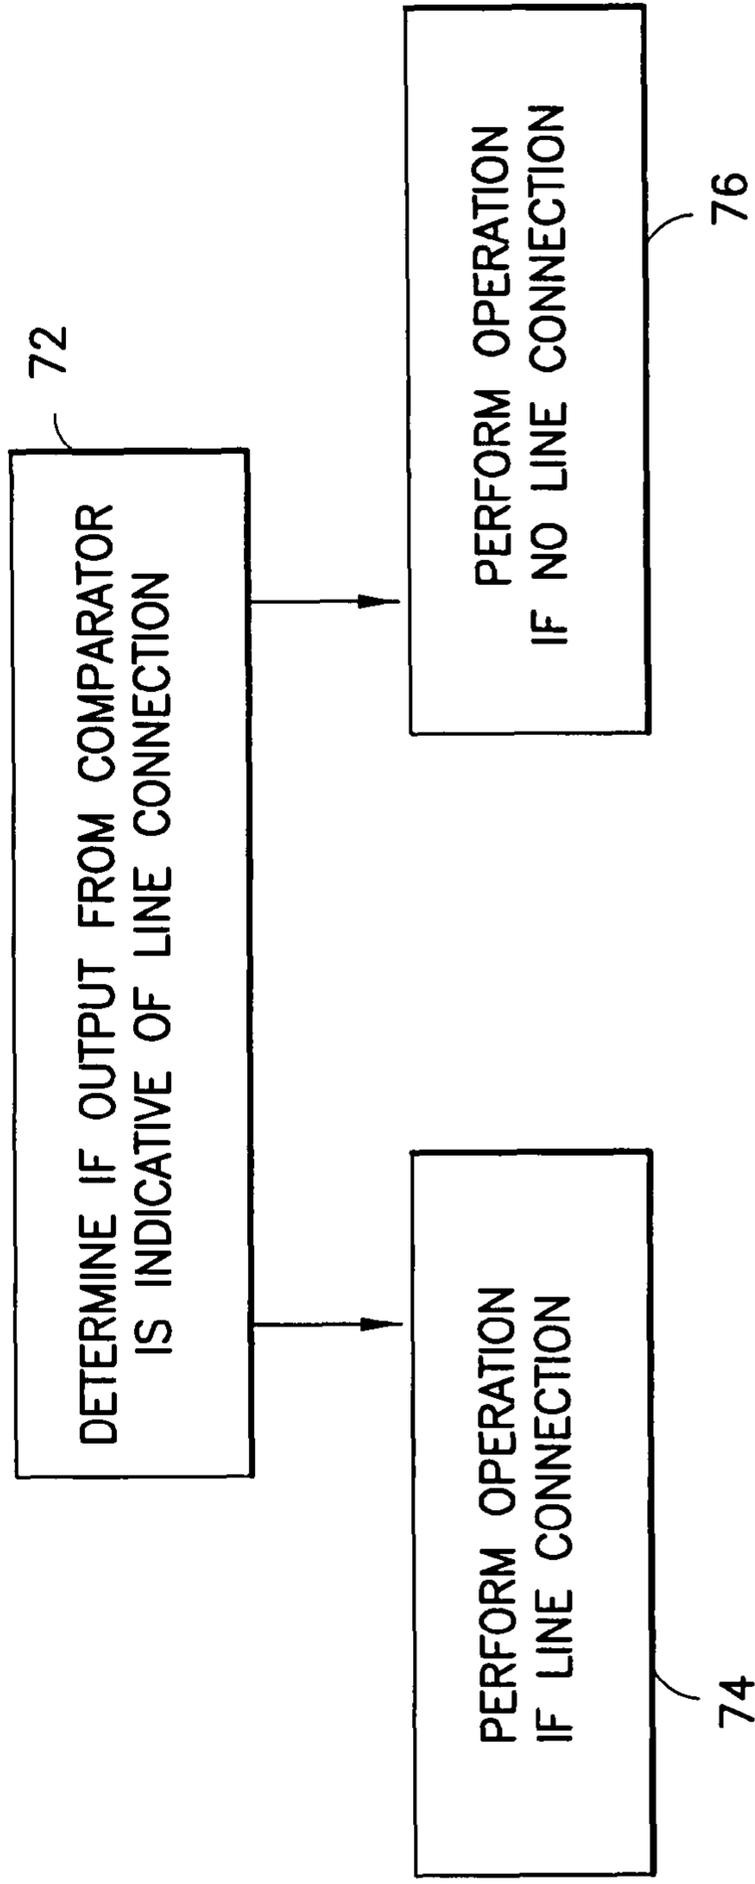 72
DETERMINE IF OUTPUT FROM COMPARATOR
IS INDICATIVE OF LINE CONNECTION
PERFORM OPERATION
IF LINE CONNECTION
74
PERFORM OPERATION
IF NO LINE CONNECTION
76